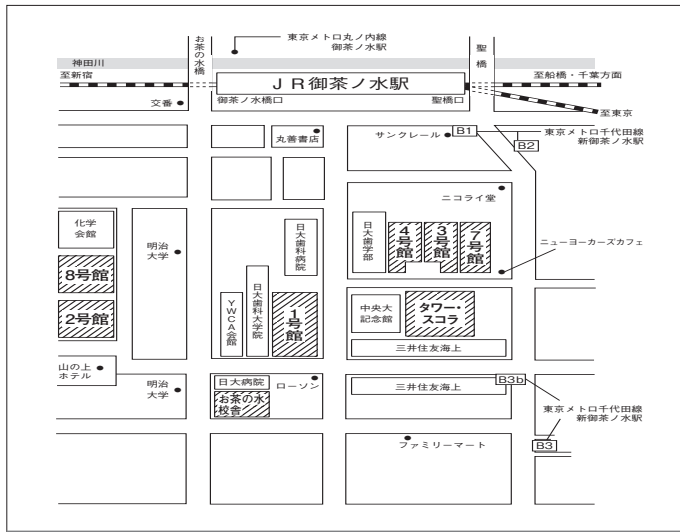 お茶の水橋
東京メトロ丸ノ内線
御茶ノ水駅
聖橋
神田川
至新宿
JR御茶ノ水駅
至船橋・千葉方面
交番
御茶ノ水橋口
聖橋口
至東京
丸善書店
サンクレール
B1
東京メトロ千代田線
新御茶ノ水駅
B2
ニコライ堂
化学
会館
明治
大学
日大歯科病院
日大歯学部
4号館
3号館
7号館
ニューヨーカーズカフェ
8号館
2号館
YWCA会館
日大歯科大学院
1号館
中央大
記念館
タワー・
スコラ
三井住友海上
山の上
ホテル
明治
大学
日大病院
お茶の水
校舎
ローソン
三井住友海上
B3b
東京メトロ千代田線
新御茶ノ水駅
ファミリーマート
B3